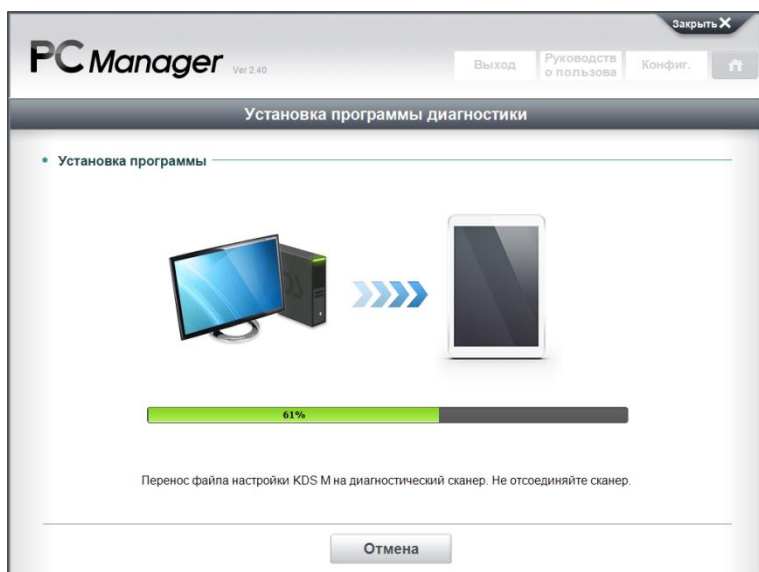 Закрыть X
PC Manager Ver 2.40
Выход
Руководств
о пользова
Конфиг.
Установка программы диагностики
• Установка программы
61%
Перенос файла настройки KDS M на диагностический сканер. Не отсоединяйте сканер.
Отмена